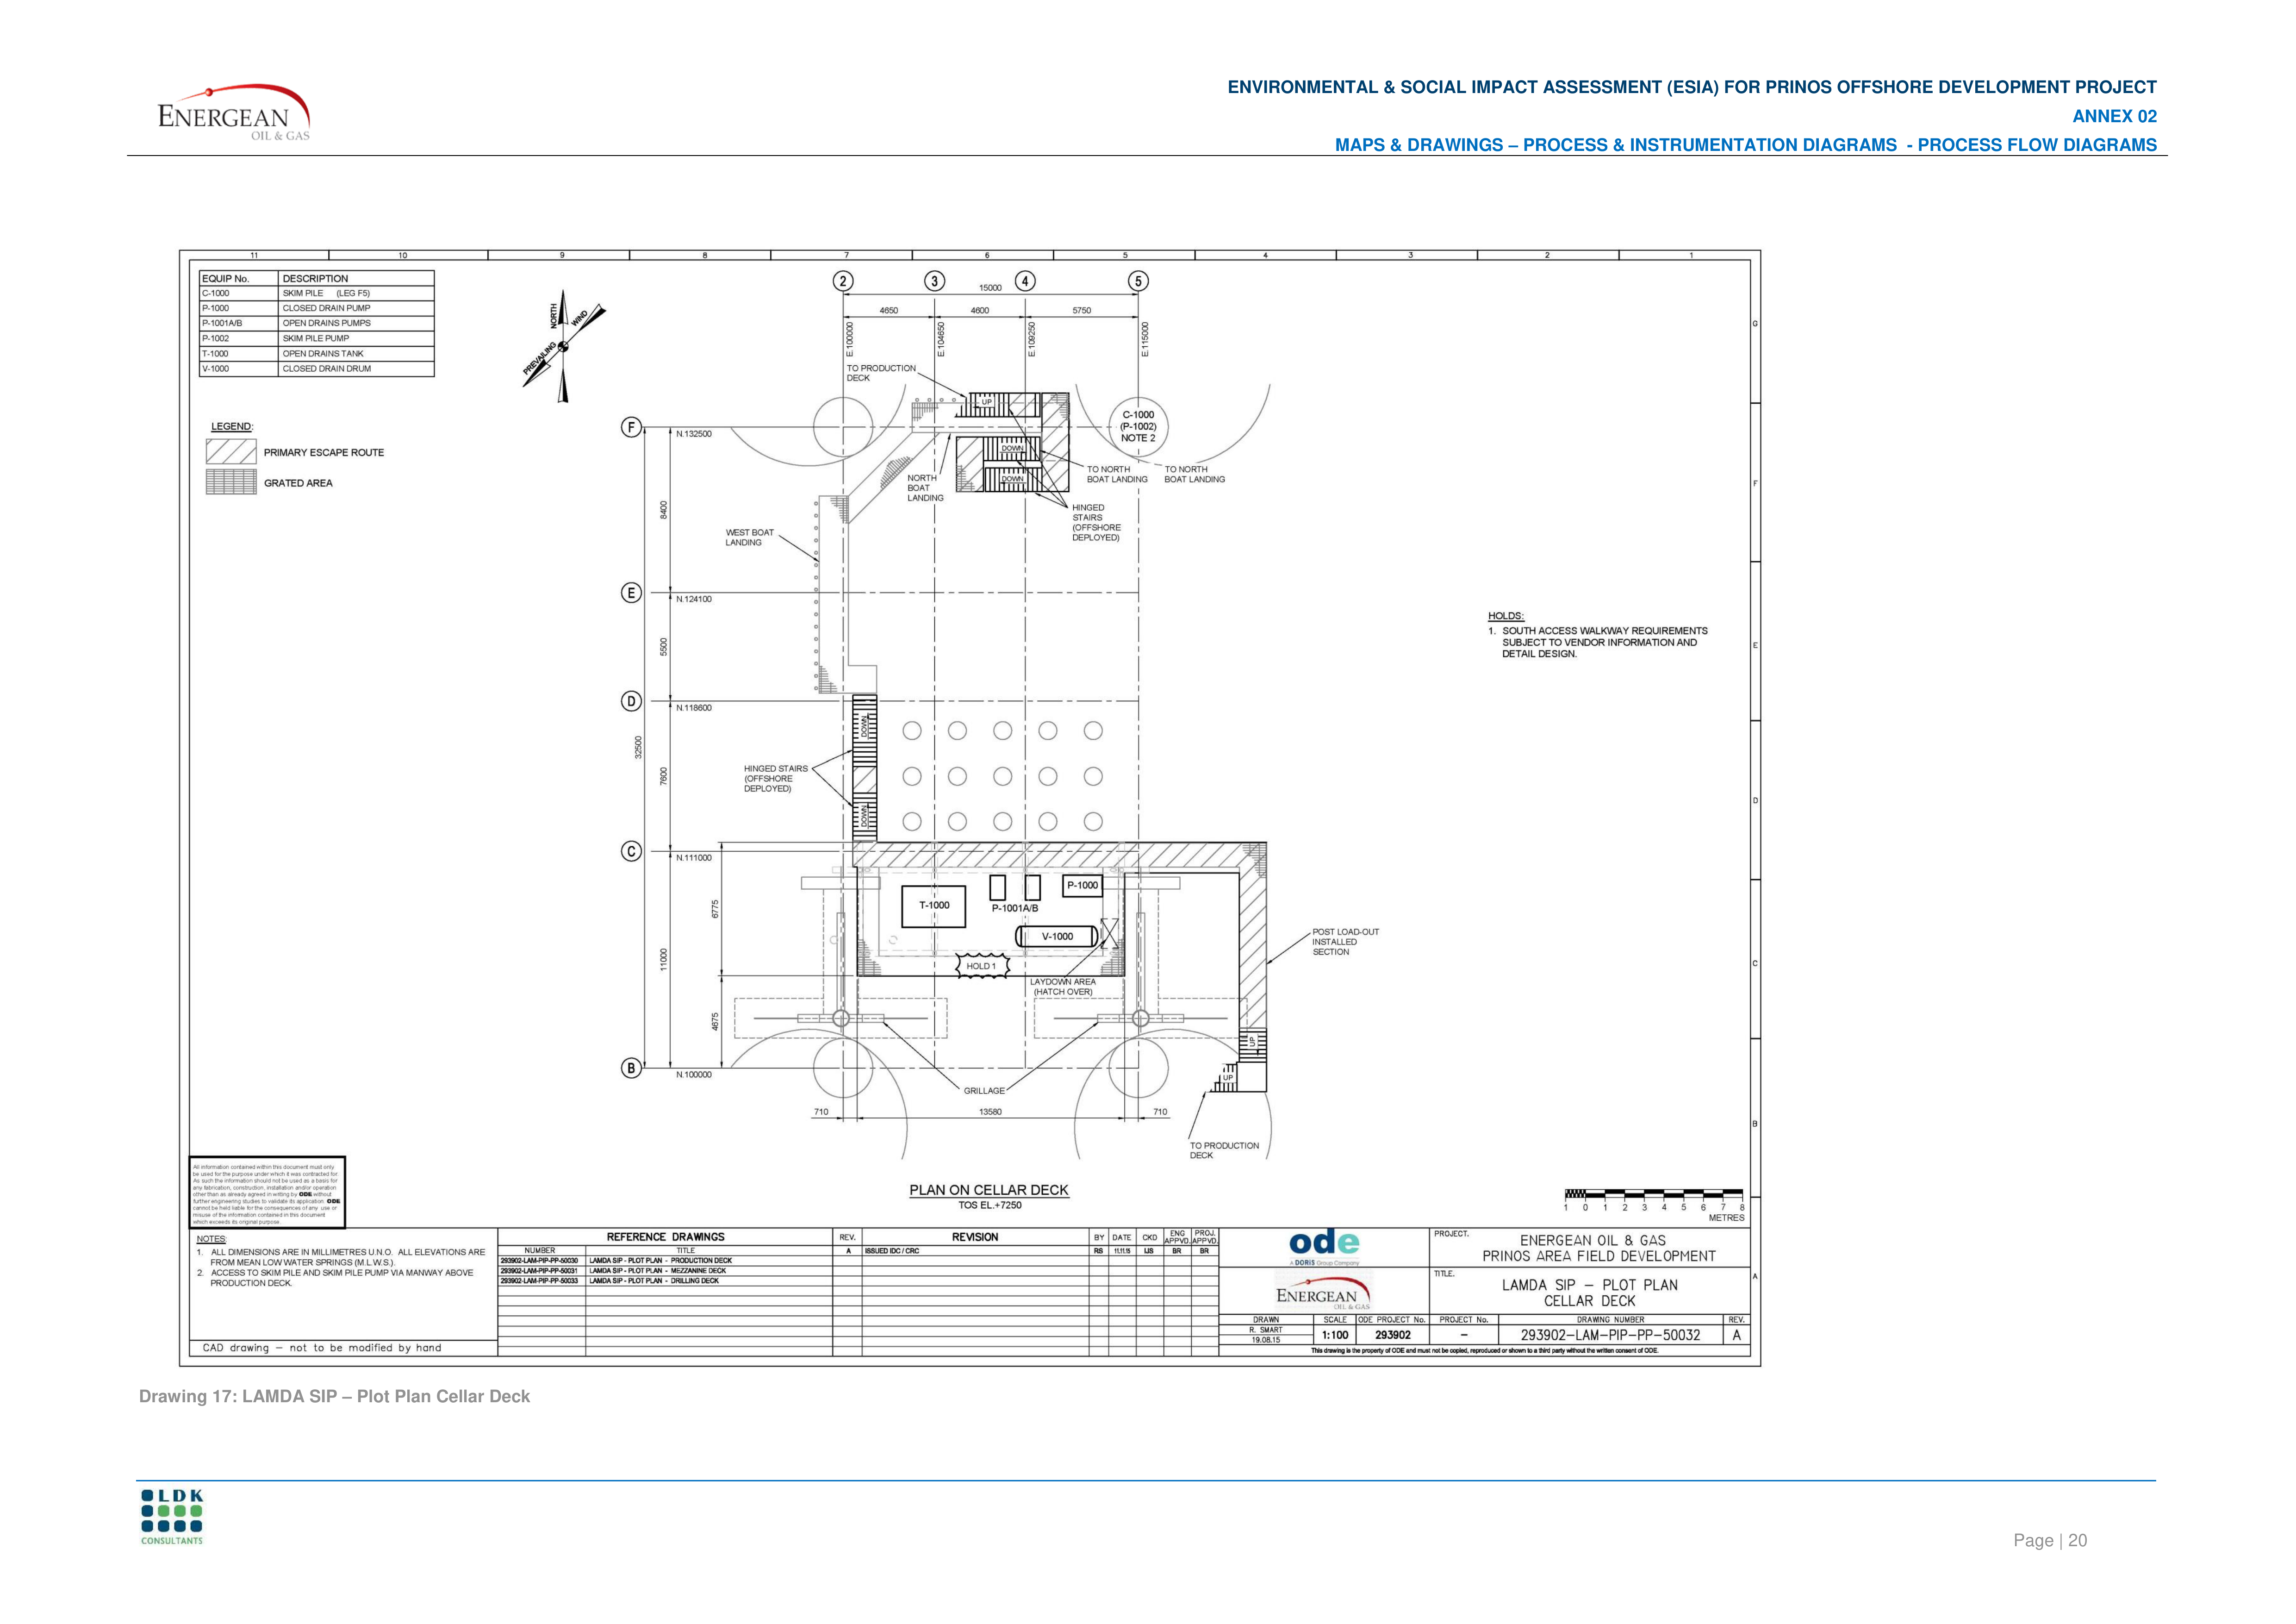 ENERGEAN
OIL & GAS
ENVIRONMENTAL & SOCIAL IMPACT ASSESSMENT (ESIA) FOR PRINOS OFFSHORE DEVELOPMENT PROJECT
ANNEX 02
MAPS & DRAWINGS – PROCESS & INSTRUMENTATION DIAGRAMS - PROCESS FLOW DIAGRAMS
11 10 9 8 7 6 5 4 3 2 1
EQUIP No. DESCRIPTION
C-1000 SKIM PILE (LEG F5)
P-1000 CLOSED DRAIN PUMP
P-1001A/B OPEN DRAINS PUMPS
P-1002 SKIM PILE PUMP
T-1000 OPEN DRAINS TANK
V-1000 CLOSED DRAIN DRUM
LEGEND:
PRIMARY ESCAPE ROUTE
GRATED AREA
NORTH
WIND
PREVAILING
2 3 4 5
15000
4650 4600 5750
E.100000
E.104650
E.109250
E.115000
TO PRODUCTION
DECK
UP
C-1000
(P-1002)
NOTE 2
F
N.132500
DOWN
DOWN
NORTH
BOAT
LANDING
TO NORTH
BOAT LANDING
TO NORTH
BOAT LANDING
HINGED
STAIRS
(OFFSHORE
DEPLOYED)
8400
WEST BOAT
LANDING
E
N.124100
5500
D
N.118600
32500
7600
DOWN
HINGED STAIRS
(OFFSHORE
DEPLOYED)
DOWN
C
N.111000
6775
11000
4675
T-1000
P-1001A/B
P-1000
V-1000
HOLD 1
LAYDOWN AREA
(HATCH OVER)
POST LOAD-OUT
INSTALLED
SECTION
UP
UP
B
N.100000
GRILLAGE
710 13580 710
TO PRODUCTION
DECK
HOLDS:
1. SOUTH ACCESS WALKWAY REQUIREMENTS
SUBJECT TO VENDOR INFORMATION AND
DETAIL DESIGN.
G
F
E
D
C
B
A
PLAN ON CELLAR DECK
TOS EL.+7250
1 0 1 2 3 4 5 6 7 8
METRES
All information contained within this document must only
be used for the purpose under which it was contracted for.
As such the information should not be used as a basis for
any fabrication, construction, installation and/or operation
other than as already agreed in writing by ODE without
further engineering studies to validate its application. ODE
cannot be held liable for the consequences of any use or
misuse of the information contained in this document
which exceeds its original purpose.
NOTES:
1. ALL DIMENSIONS ARE IN MILLIMETRES U.N.O. ALL ELEVATIONS ARE
FROM MEAN LOW WATER SPRINGS (M.L.W.S.).
2. ACCESS TO SKIM PILE AND SKIM PILE PUMP VIA MANWAY ABOVE
PRODUCTION DECK.
CAD drawing – not to be modified by hand
REFERENCE DRAWINGS
NUMBER TITLE
293902-LAM-PIP-PP-50030 LAMDA SIP - PLOT PLAN - PRODUCTION DECK
293902-LAM-PIP-PP-50031 LAMDA SIP - PLOT PLAN - MEZZANINE DECK
293902-LAM-PIP-PP-50033 LAMDA SIP - PLOT PLAN - DRILLING DECK
REV. REVISION BY DATE CKD ENG APPVD. PROJ. APPVD.
A ISSUED IDC / CRC RS 11.11.15 IJS BR BR
ode
A DORIS Group Company
ENERGEAN
OIL & GAS
PROJECT.
ENERGEAN OIL & GAS
PRINOS AREA FIELD DEVELOPMENT
TITLE.
LAMDA SIP – PLOT PLAN
CELLAR DECK
DRAWN SCALE ODE PROJECT No. PROJECT No. DRAWING NUMBER REV.
R. SMART
19.08.15
1:100 293902 – 293902-LAM-PIP-PP-50032 A
This drawing is the property of ODE and must not be copied, reproduced or shown to a third party without the written consent of ODE.
Drawing 17: LAMDA SIP – Plot Plan Cellar Deck
LDK
CONSULTANTS
Page | 20